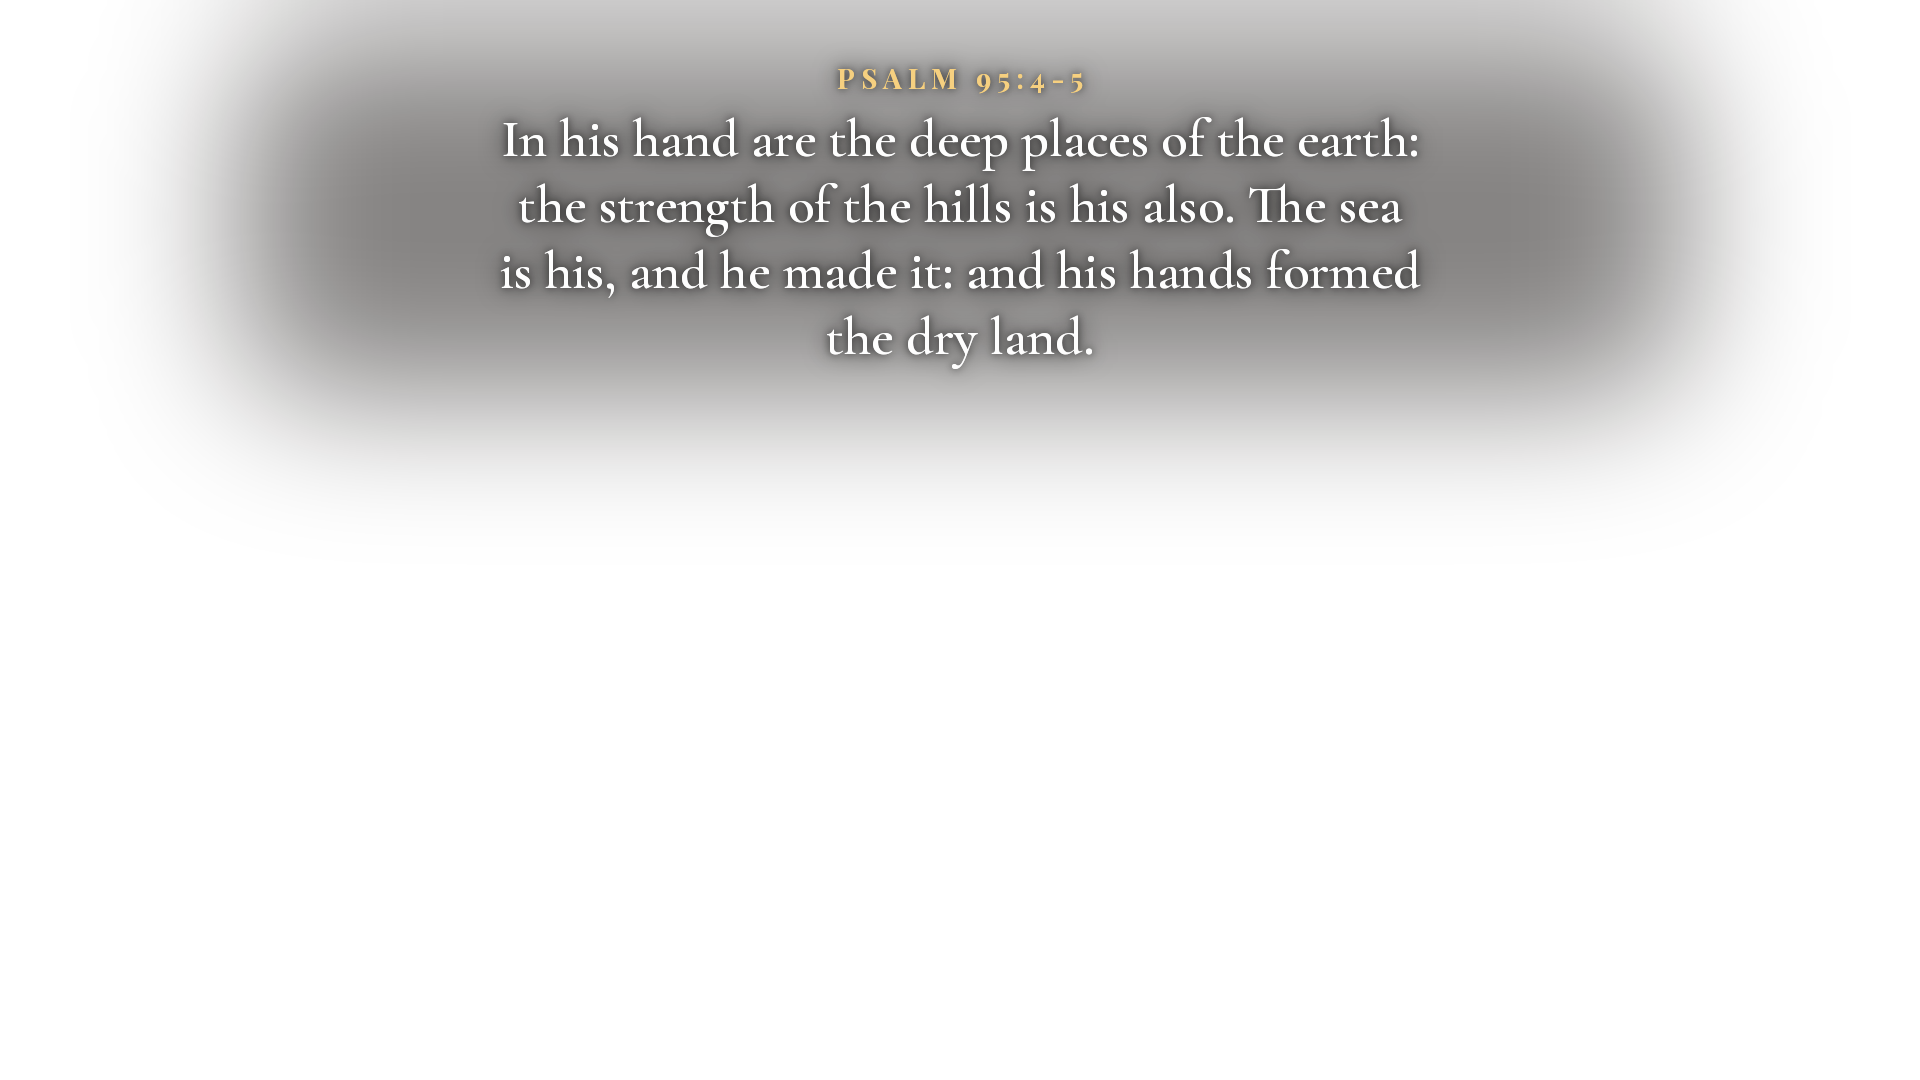 PSALM 95:4-5
In his hand are the deep places of the earth:
the strength of the hills is his also. The sea
is his, and he made it: and his hands formed
the dry land.